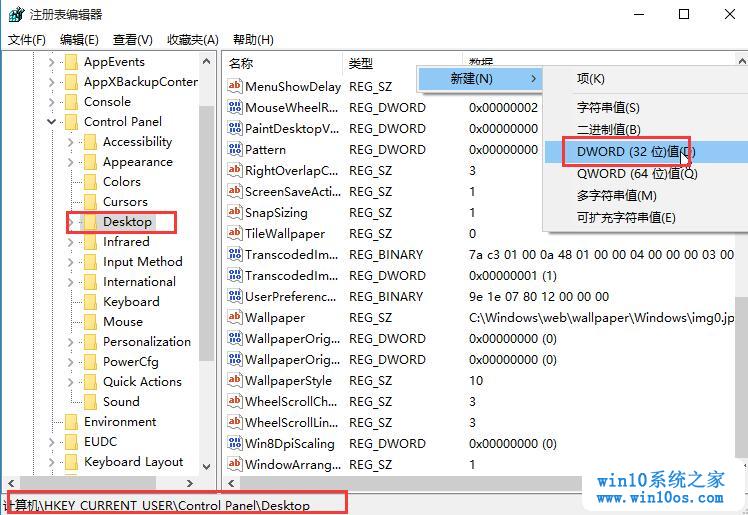 注册表编辑器
文件(F) 编辑(E) 查看(V) 收藏夹(A) 帮助(H)
AppEvents
AppXBackupConter
Console
Control Panel
Accessibility
Appearance
Colors
Cursors
Desktop
Infrared
Input Method
International
Keyboard
Mouse
Personalization
PowerCfg
Quick Actions
Sound
Environment
EUDC
Keyboard Layout
名称 类型 数据
MenuShowDelay REG_SZ
MouseWheelR... REG_DWORD 0x00000002
PaintDesktopV... REG_DWORD 0x00000000
Pattern REG_DWORD 0x00000000
RightOverlapC... REG_SZ 3
ScreenSaveActi... REG_SZ 1
SnapSizing REG_SZ 1
TileWallpaper REG_SZ 0
TranscodedIm... REG_BINARY 7a c3 01 00 0a 48 01 00 00 04 00 00 00 03 00
TranscodedIm... REG_DWORD 0x00000001 (1)
UserPreferenc... REG_BINARY 9e 1e 07 80 12 00 00 00
Wallpaper REG_SZ C:\Windows\web\wallpaper\Windows\img0.jp
WallpaperOrig... REG_DWORD 0x00000000 (0)
WallpaperOrig... REG_DWORD 0x00000000 (0)
WallpaperStyle REG_SZ 10
WheelScrollCh... REG_SZ 3
WheelScrollLin... REG_SZ 3
Win8DpiScaling REG_DWORD 0x00000000 (0)
WindowArrang... REG_SZ 1
新建(N)
项(K)
字符串值(S)
二进制值(B)
DWORD (32 位)值(D)
QWORD (64 位)值(Q)
多字符串值(M)
可扩充字符串值(E)
计算机\HKEY_CURRENT_USER\Control Panel\Desktop
win10系统之家
www.win10os.com